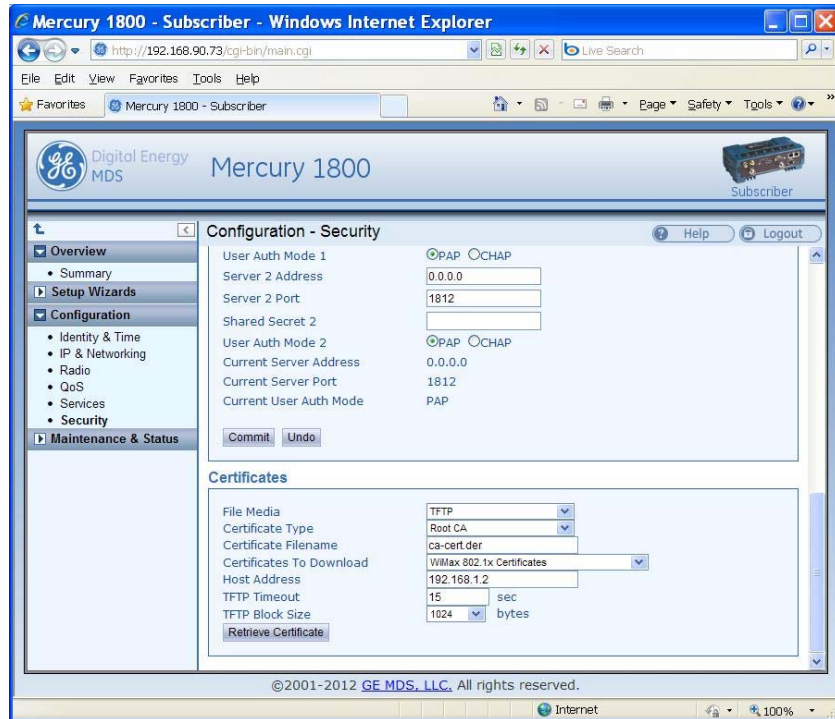 Mercury 1800 - Subscriber - Windows Internet Explorer
http://192.168.90.73/cgi-bin/main.cgi
Live Search
File Edit View Favorites Tools Help
Favorites Mercury 1800 - Subscriber Page Safety Tools »
GE Digital Energy
MDS
Mercury 1800
Subscriber
Configuration - Security Help Logout
Overview
• Summary
Setup Wizards
Configuration
• Identity & Time
• IP & Networking
• Radio
• QoS
• Services
• Security
Maintenance & Status
User Auth Mode 1 PAP CHAP
Server 2 Address 0.0.0.0
Server 2 Port 1812
Shared Secret 2
User Auth Mode 2 PAP CHAP
Current Server Address 0.0.0.0
Current Server Port 1812
Current User Auth Mode PAP
Commit Undo
Certificates
File Media TFTP
Certificate Type Root CA
Certificate Filename ca-cert.der
Certificates To Download WiMax 802.1x Certificates
Host Address 192.168.1.2
TFTP Timeout 15 sec
TFTP Block Size 1024 bytes
Retrieve Certificate
©2001-2012 GE MDS, LLC. All rights reserved.
Internet 100%